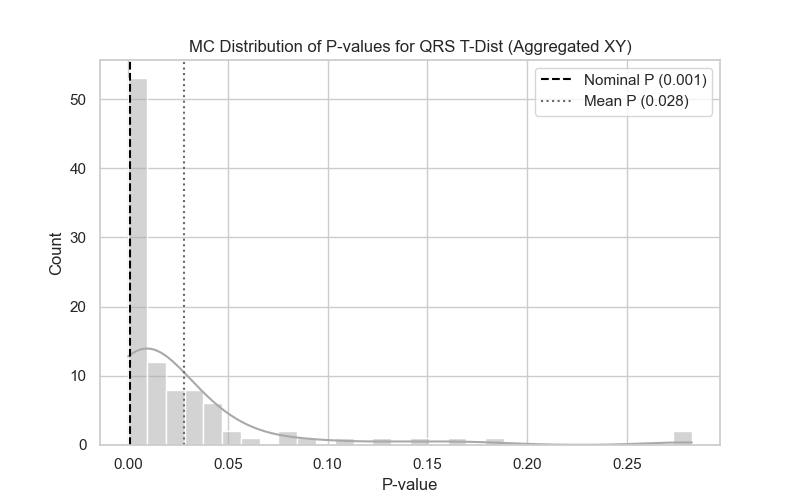 MC Distribution of P-values for QRS T-Dist (Aggregated XY)
Nominal P (0.001)
Mean P (0.028)
50
40
30
20
10
0
Count
0.00 0.05 0.10 0.15 0.20 0.25
P-value